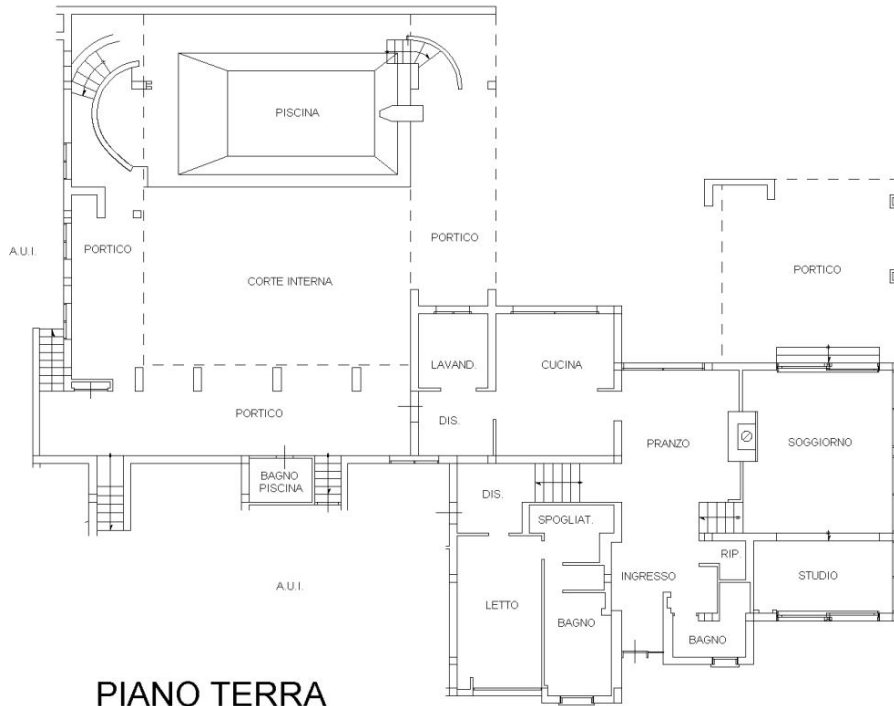 PISCINA
A.U.I.
PORTICO
PORTICO
PORTICO
CORTE INTERNA
LAVAND.
CUCINA
PORTICO
DIS.
PRANZO
SOGGIORNO
BAGNO
PISCINA
DIS.
SPOGLIAT.
RIP.
INGRESSO
STUDIO
A.U.I.
LETTO
BAGNO
BAGNO
PIANO TERRA